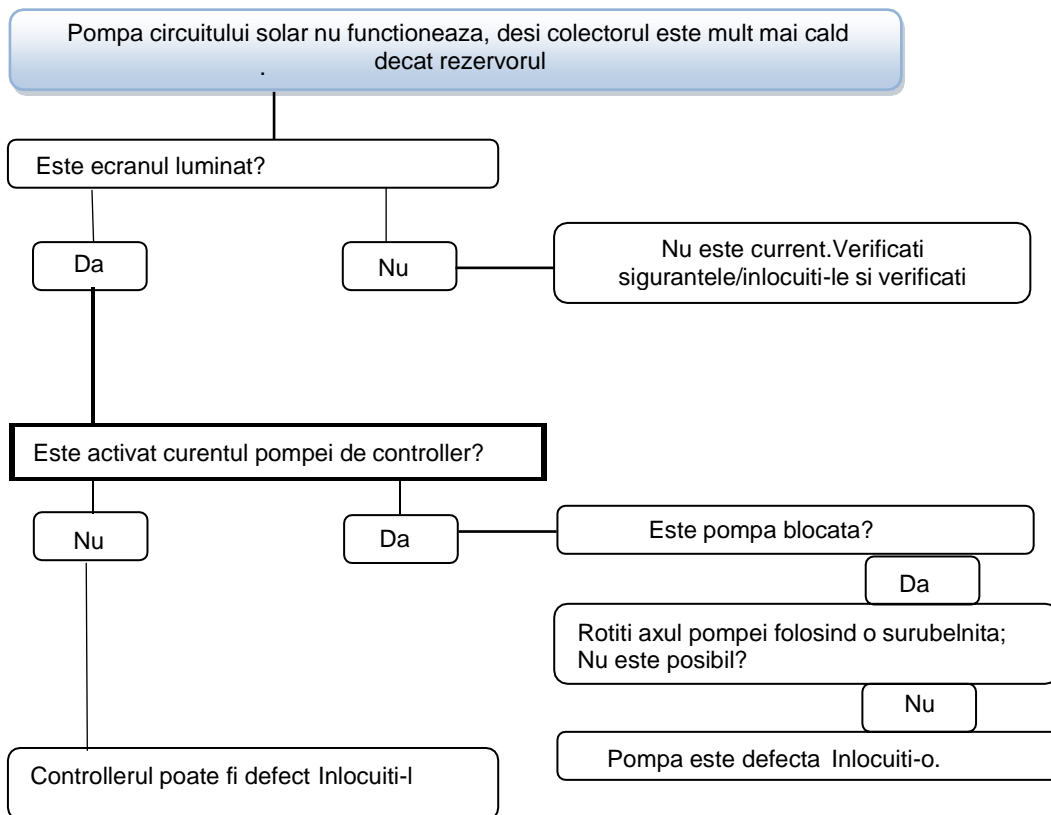 Pompa circuitului solar nu functioneaza, desi colectorul este mult mai cald
. decat rezervorul
Este ecranul luminat?
Da
Nu
Nu este current.Verificati
sigurantele/inlocuiti-le si verificati
Este activat curentul pompei de controller?
Nu
Da
Este pompa blocata?
Da
Rotiti axul pompei folosind o surubelnita;
Nu este posibil?
Nu
Pompa este defecta Inlocuiti-o.
Controllerul poate fi defect Inlocuiti-l